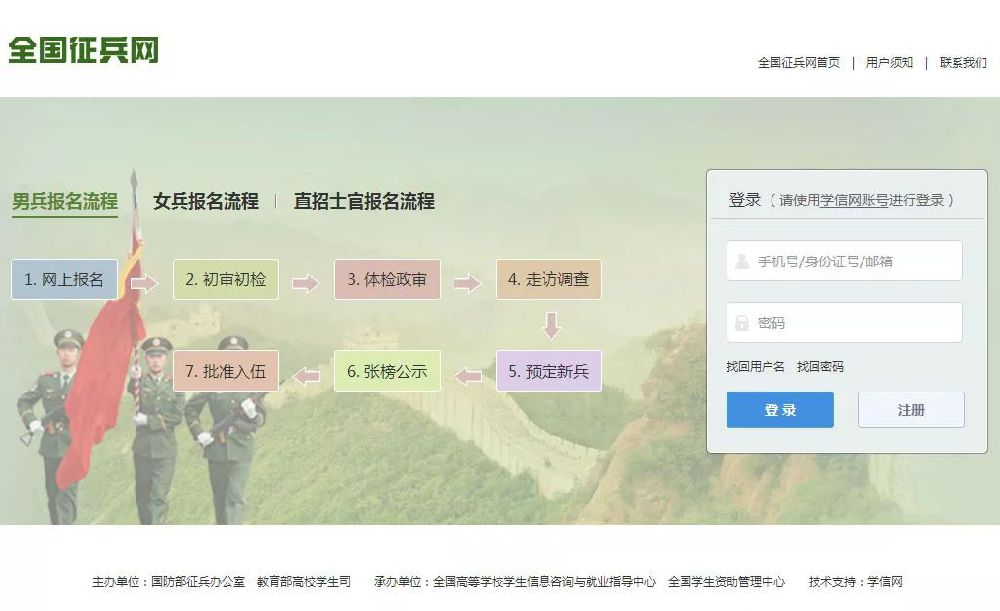 全国征兵网
全国征兵网首页 | 用户须知 | 联系我们
男兵报名流程 | 女兵报名流程 | 直招士官报名流程
登录（请使用学信网账号进行登录）
1. 网上报名
2. 初审初检
3. 体检政审
4. 走访调查
7. 批准入伍
6. 张榜公示
5. 预定新兵
手机号/身份证号/邮箱
密码
找回用户名 找回密码
登录
注册
主办单位：国防部征兵办公室 教育部高校学生司 承办单位：全国高等学校学生信息咨询与就业指导中心 全国学生资助管理中心 技术支持：学信网